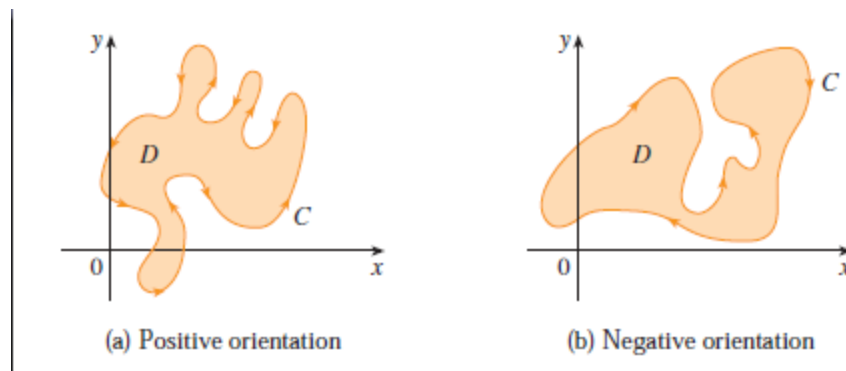 y
D
C
0
x
(a) Positive orientation
y
C
D
0
x
(b) Negative orientation